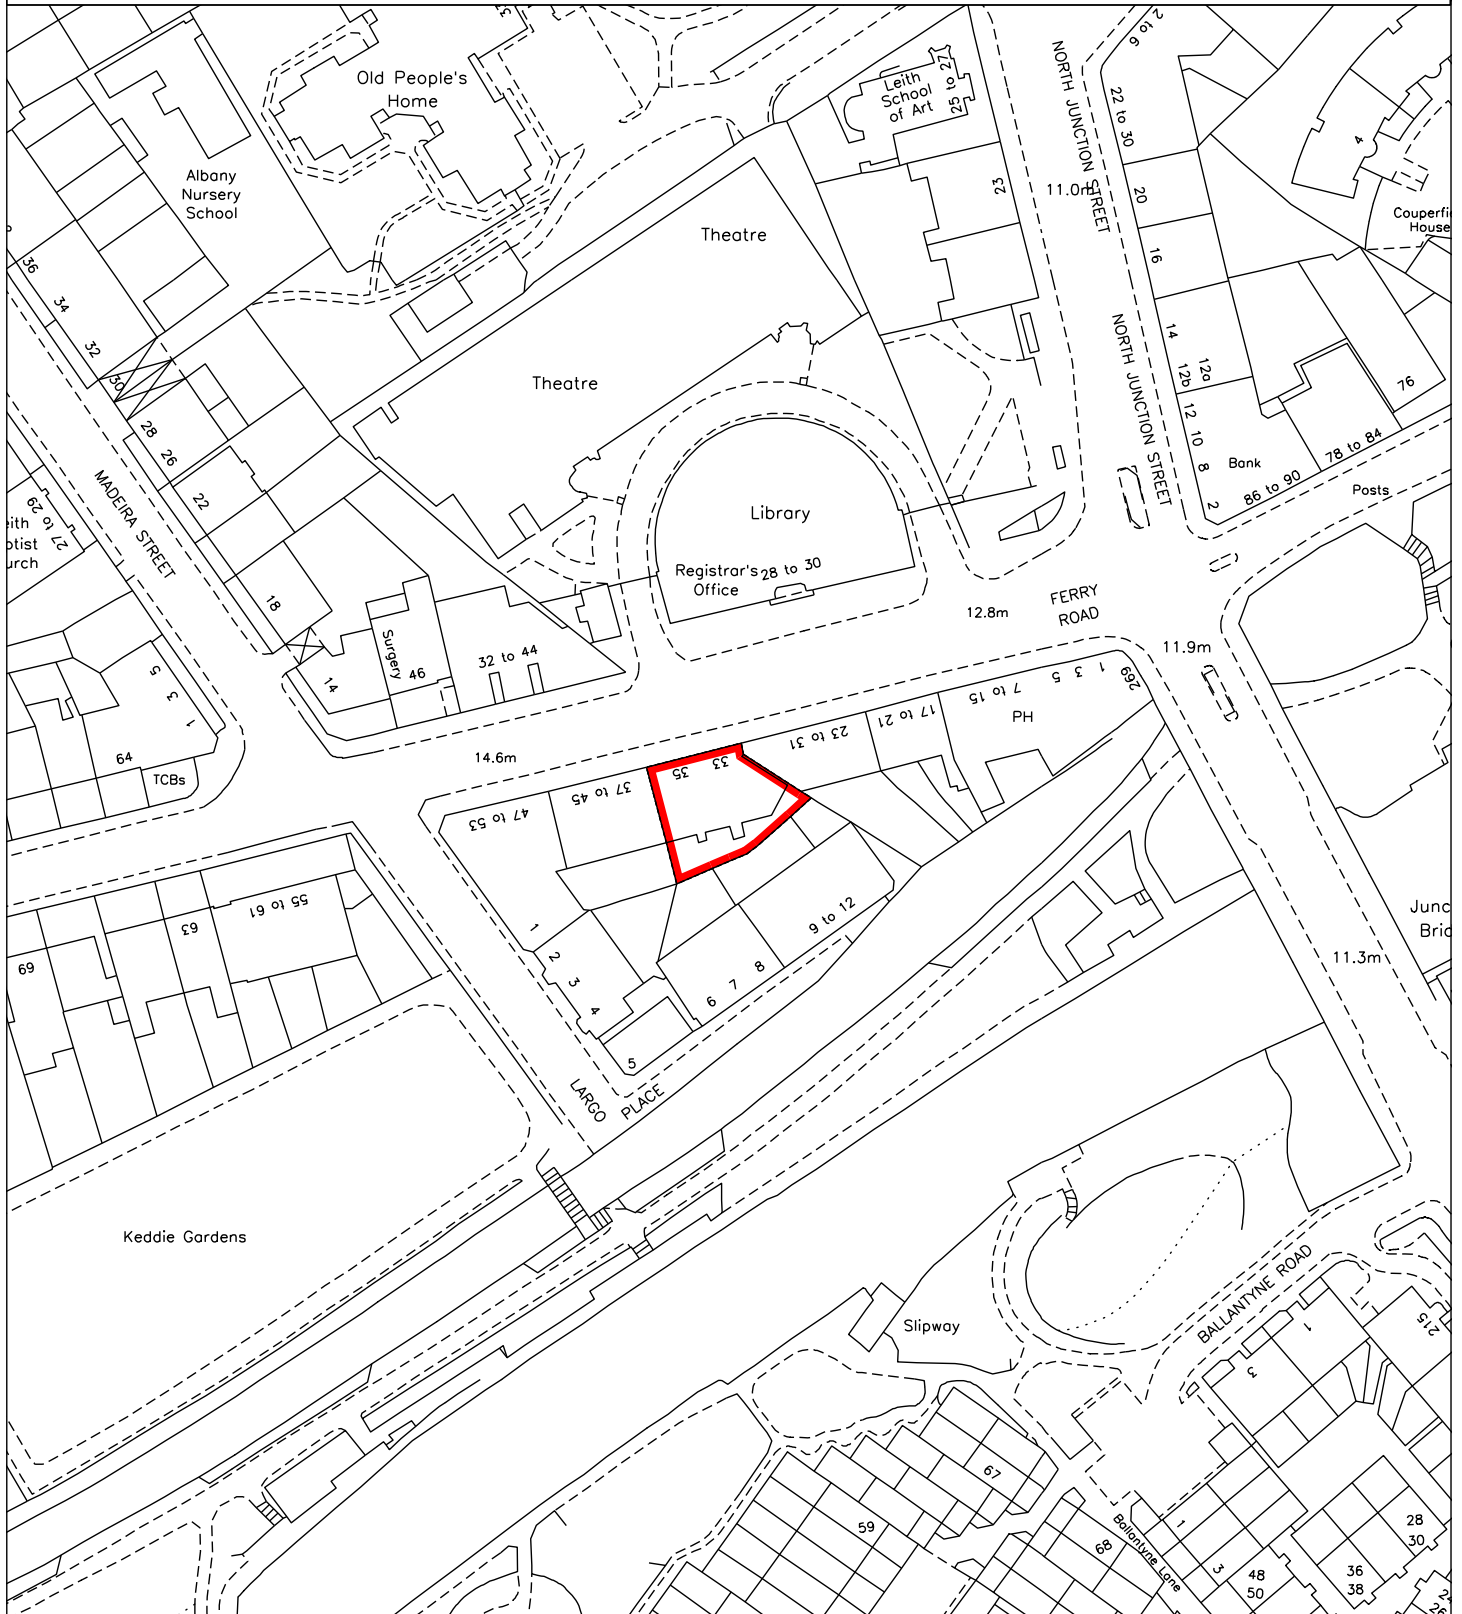 2 to 6
Old People's
Home
Leith
School
of Art
25 to 27
NORTH JUNCTION STREET
22 to 30
4
Albany
Nursery
School
23
11.0m
20
Couperfi
House
Theatre
16
36
34
32
30
14
12a
12b
Theatre
76
28
26
12
10
8
2
Bank
78 to 84
86 to 90
Posts
NORTH JUNCTION STREET
MADEIRA STREET
22
27 to 29
eith
ptist
urch
Library
Registrar's
Office
28 to 30
18
12.8m
FERRY
ROAD
11.9m
Surgery
46
32 to 44
14
5
3
1
269
1
3
5
7 to 15
17 to 21
23 to 31
PH
64
TCBs
14.6m
33
35
37 to 45
47 to 53
55 to 61
63
69
9 to 12
1
2
3
4
5
6
7
8
Junc
Bric
11.3m
LARGO
PLACE
Keddie Gardens
Slipway
BALLANTYNE ROAD
1
3
215
67
59
68
Ballantyne Lane
1
3
48
50
36
38
28
30